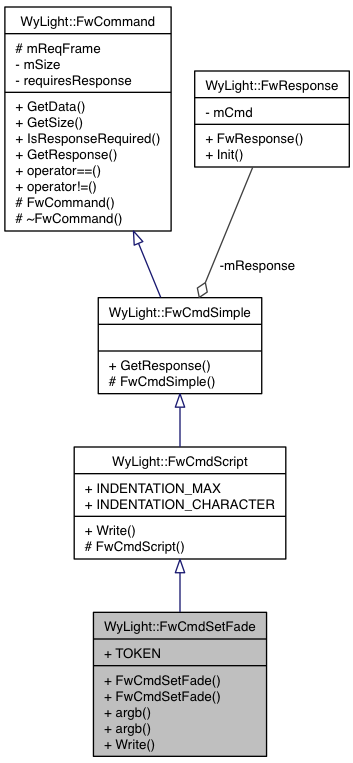 WyLight::FwCommand
# mReqFrame
- mSize
- requiresResponse
+ GetData()
+ GetSize()
+ IsResponseRequired()
+ GetResponse()
+ operator==()
+ operator!=()
# FwCommand()
# ~FwCommand()
WyLight::FwResponse
- mCmd
+ FwResponse()
+ Init()
-mResponse
WyLight::FwCmdSimple
+ GetResponse()
# FwCmdSimple()
WyLight::FwCmdScript
+ INDENTATION_MAX
+ INDENTATION_CHARACTER
+ Write()
# FwCmdScript()
WyLight::FwCmdSetFade
+ TOKEN
+ FwCmdSetFade()
+ FwCmdSetFade()
+ argb()
+ argb()
+ Write()